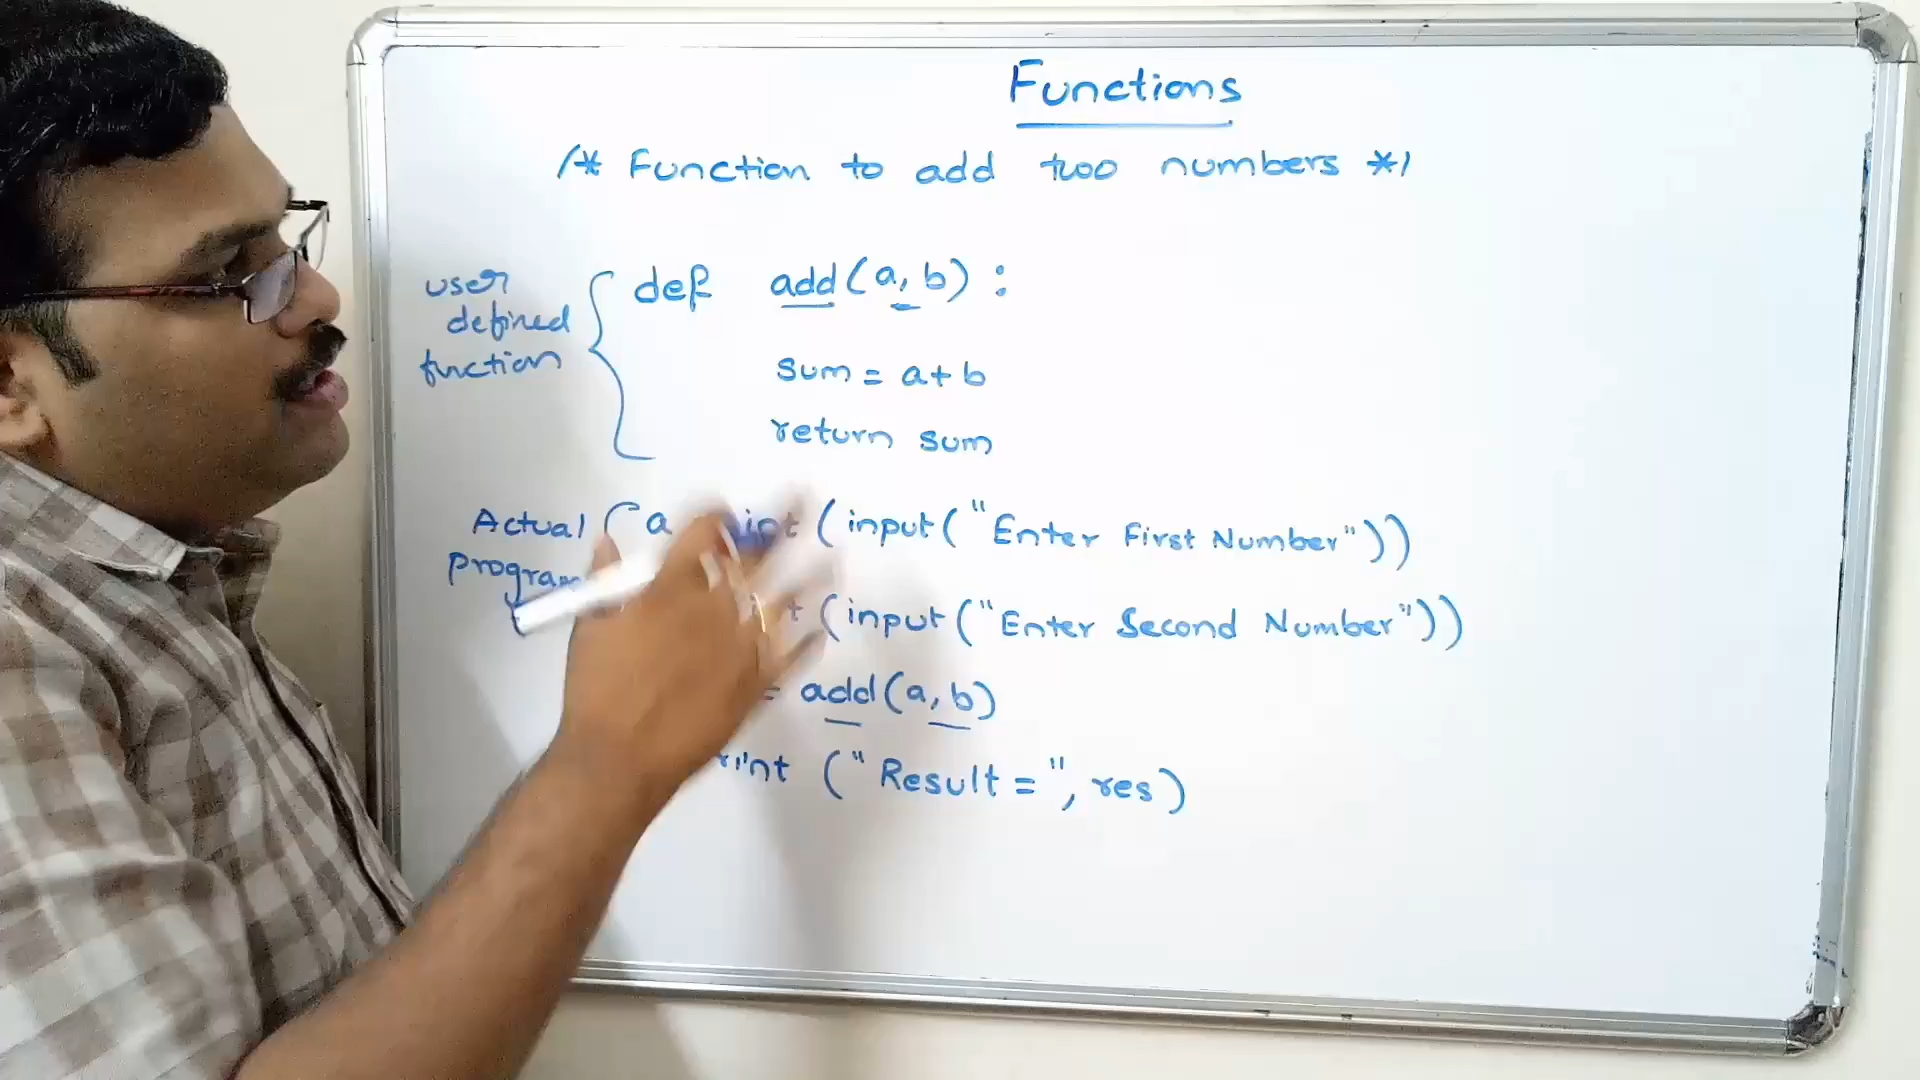 Functions
/* Function to add two numbers */
user defined function
def add(a, b):
sum = a+b
return sum
Actual
a int (input("Enter First Number"))
(input("Enter Second Number"))
= add(a, b)
("Result =", res)